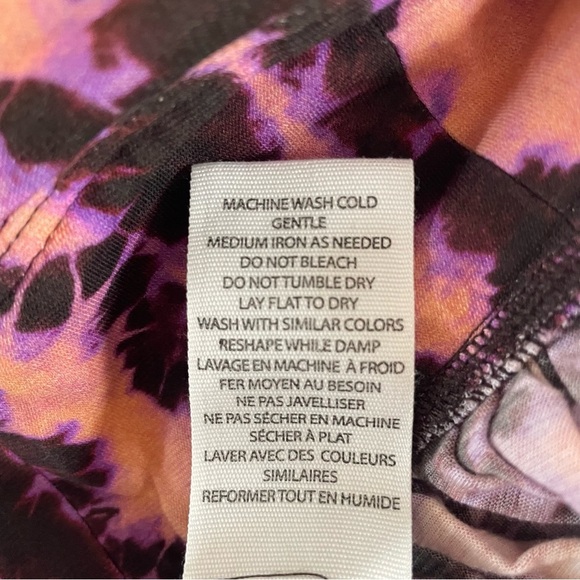 MACHINE WASH COLD
GENTLE
MEDIUM IRON AS NEEDED
DO NOT BLEACH
DO NOT TUMBLE DRY
LAY FLAT TO DRY
WASH WITH SIMILAR COLORS
RESHAPE WHILE DAMP
LAVAGE EN MACHINE À FROID
FER MOYEN AU BESOIN
NE PAS JAVELLISER
NE PAS SÉCHER EN MACHINE
SÉCHER À PLAT
LAVER AVEC DES COULEURS
SIMILAIRES
REFORMER TOUT EN HUMIDE